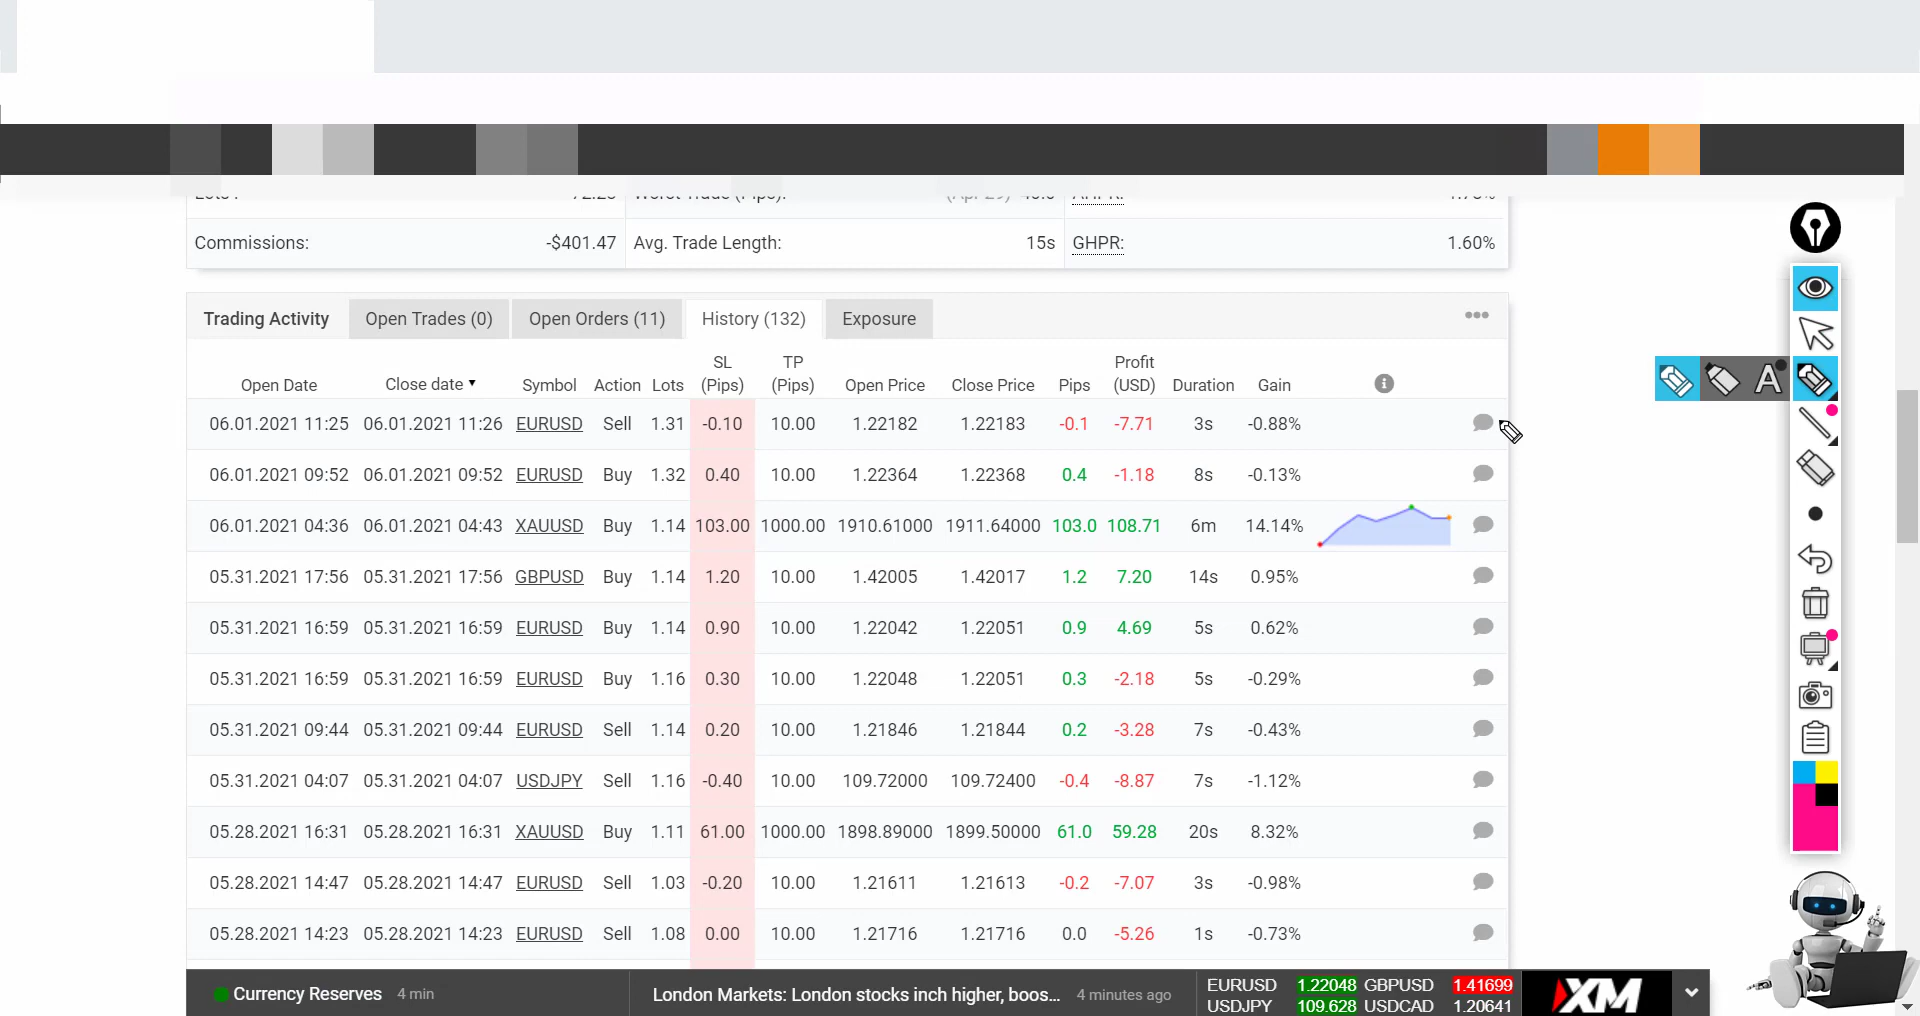 Commissions: -$401.47 Avg. Trade Length: 15s GHPR: 1.60%
Trading Activity Open Trades (0) Open Orders (11) History (132) Exposure
Open Date Close date SL (Pips) TP (Pips) Symbol Action Lots Open Price Close Price Pips Profit (USD) Duration Gain
06.01.2021 11:25 06.01.2021 11:26 EURUSD Sell 1.31 -0.10 10.00 1.22182 1.22183 -0.1 -7.71 3s -0.88%
06.01.2021 09:52 06.01.2021 09:52 EURUSD Buy 1.32 0.40 10.00 1.22364 1.22368 0.4 -1.18 8s -0.13%
06.01.2021 04:36 06.01.2021 04:43 XAUUSD Buy 1.14 103.00 1000.00 1910.61000 1911.64000 103.0 108.71 6m 14.14%
05.31.2021 17:56 05.31.2021 17:56 GBPUSD Buy 1.14 1.20 10.00 1.42005 1.42017 1.2 7.20 14s 0.95%
05.31.2021 16:59 05.31.2021 16:59 EURUSD Buy 1.14 0.90 10.00 1.22042 1.22051 0.9 4.69 5s 0.62%
05.31.2021 16:59 05.31.2021 16:59 EURUSD Buy 1.16 0.30 10.00 1.22048 1.22051 0.3 -2.18 5s -0.29%
05.31.2021 09:44 05.31.2021 09:44 EURUSD Sell 1.14 0.20 10.00 1.21846 1.21844 0.2 -3.28 7s -0.43%
05.31.2021 04:07 05.31.2021 04:07 USDJPY Sell 1.16 -0.40 10.00 109.72000 109.72400 -0.4 -8.87 7s -1.12%
05.28.2021 16:31 05.28.2021 16:31 XAUUSD Buy 1.11 61.00 1000.00 1898.89000 1899.50000 61.0 59.28 20s 8.32%
05.28.2021 14:47 05.28.2021 14:47 EURUSD Sell 1.03 -0.20 10.00 1.21611 1.21613 -0.2 -7.07 3s -0.98%
05.28.2021 14:23 05.28.2021 14:23 EURUSD Sell 1.08 0.00 10.00 1.21716 1.21716 0.0 -5.26 1s -0.73%
Currency Reserves 4 min London Markets: London stocks inch higher, boos... 4 minutes ago
EURUSD 1.22048 GBPUSD 1.41699
USDJPY 109.628 USDCAD 1.20641
XM
A